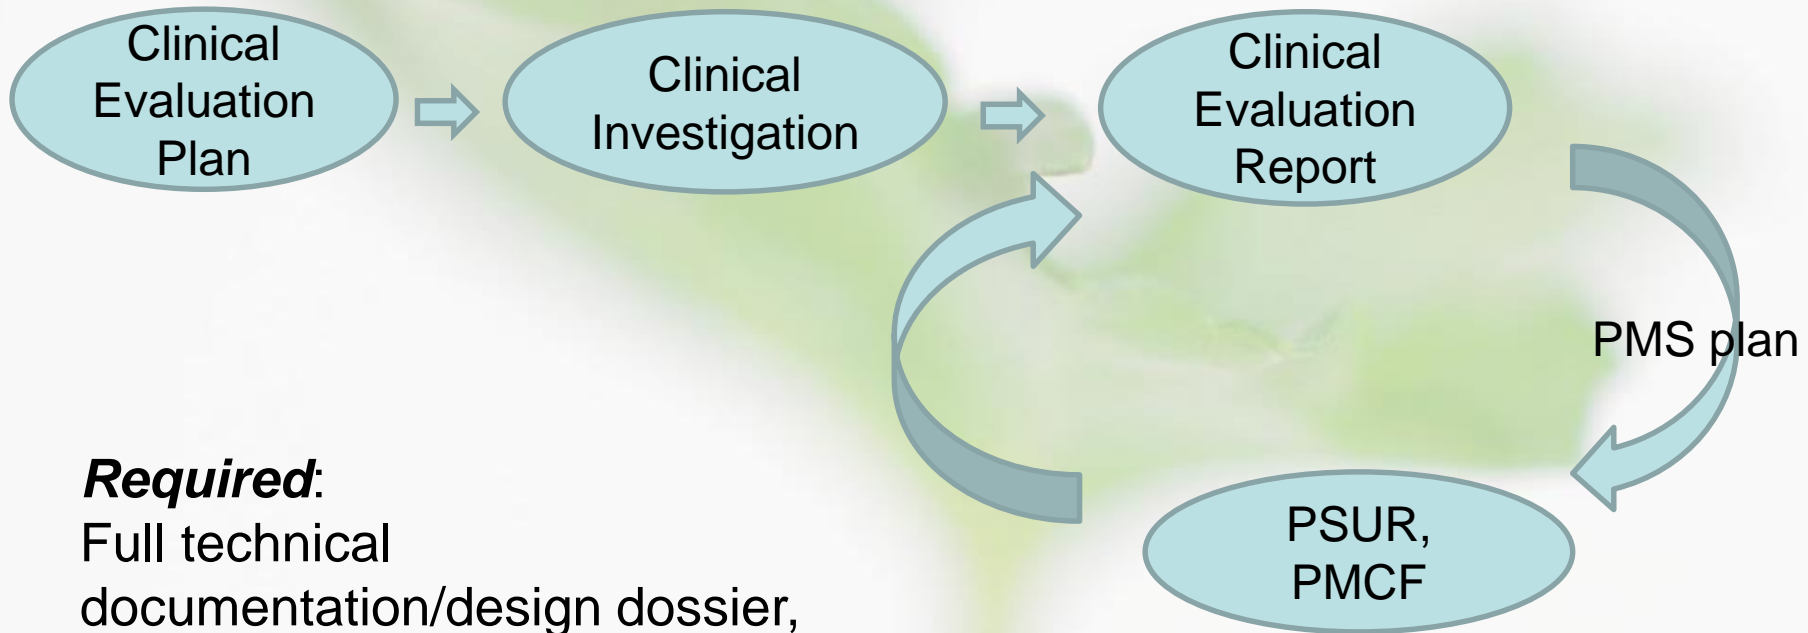 Clinical
Evaluation
Plan
Clinical
Investigation
Clinical
Evaluation
Report
PMS plan
Required:
Full technical
documentation/design dossier,
PSUR,
PMCF